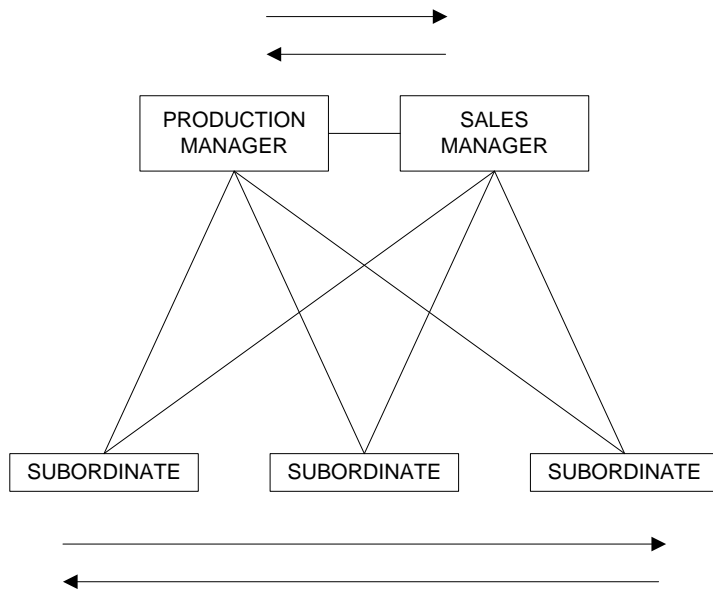 PRODUCTION
MANAGER
SALES
MANAGER
SUBORDINATE
SUBORDINATE
SUBORDINATE